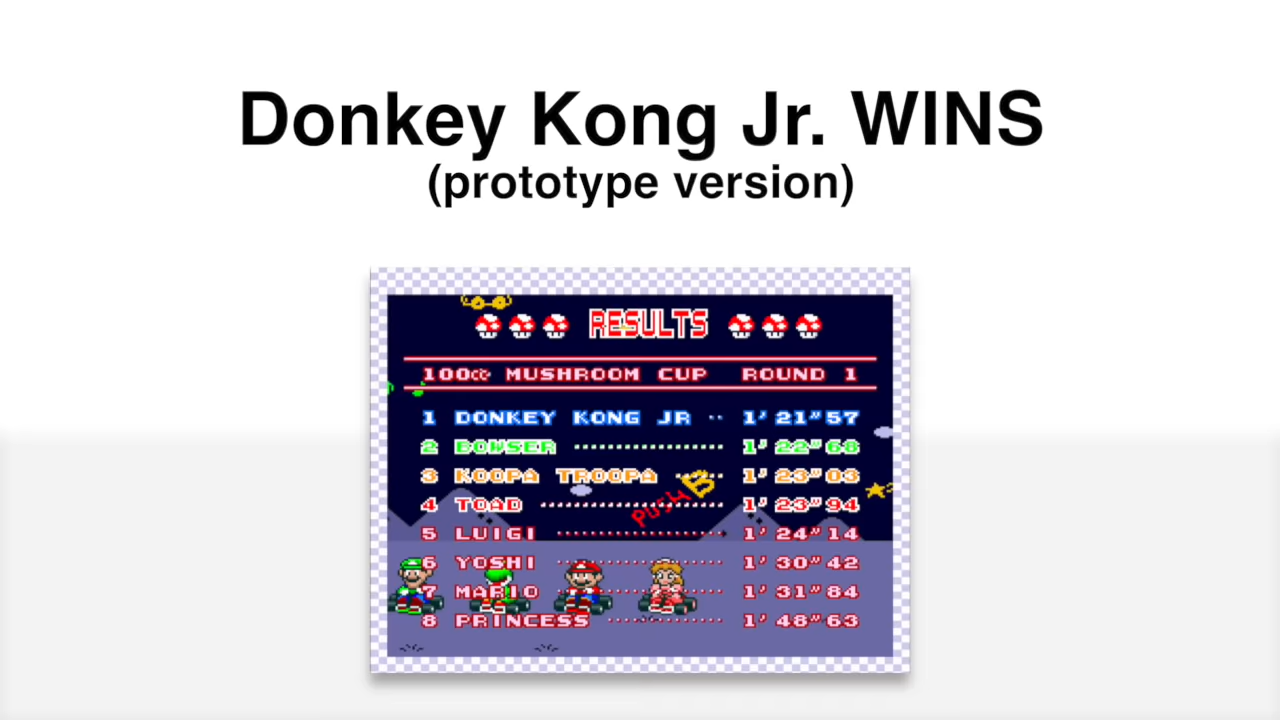 Donkey Kong Jr. WINS
(prototype version)
RESULTS
100cc MUSHROOM CUP ROUND 1
1 DONKEY KONG JR ·· 1' 21"57
2 BOWSER ················ 1' 22"68
3 KOOPA TROOPA ······ 1' 23"03
4 TOAD ···················· 1' 23"94
PUSH B
5 LUIGI ·················· 1' 24"14
6 YOSHI ·················· 1' 30"42
7 MARIO ·················· 1' 31"84
8 PRINCESS ············ 1' 48"63